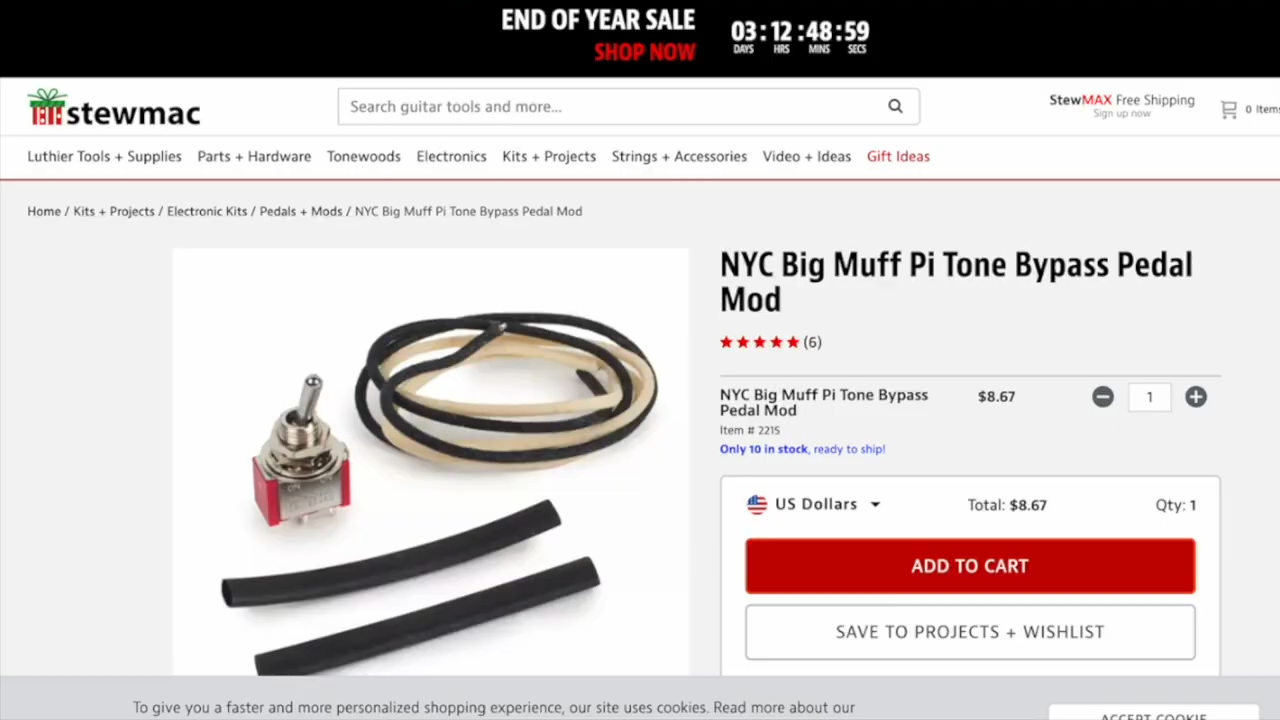 END OF YEAR SALE
SHOP NOW
03 : 12 : 48 : 59
DAYS HRS MINS SECS
stewmac
Search guitar tools and more...
StewMAX Free Shipping
Sign up now
0 Items
Luthier Tools + Supplies Parts + Hardware Tonewoods Electronics Kits + Projects Strings + Accessories Video + Ideas Gift Ideas
Home / Kits + Projects / Electronic Kits / Pedals + Mods / NYC Big Muff Pi Tone Bypass Pedal Mod
NYC Big Muff Pi Tone Bypass Pedal
Mod
(6)
NYC Big Muff Pi Tone Bypass
Pedal Mod
$8.67
1
Item # 2215
Only 10 in stock, ready to ship!
US Dollars
Total: $8.67
Qty: 1
ADD TO CART
SAVE TO PROJECTS + WISHLIST
ON
To give you a faster and more personalized shopping experience, our site uses cookies. Read more about our
ACCEPT COOKIE